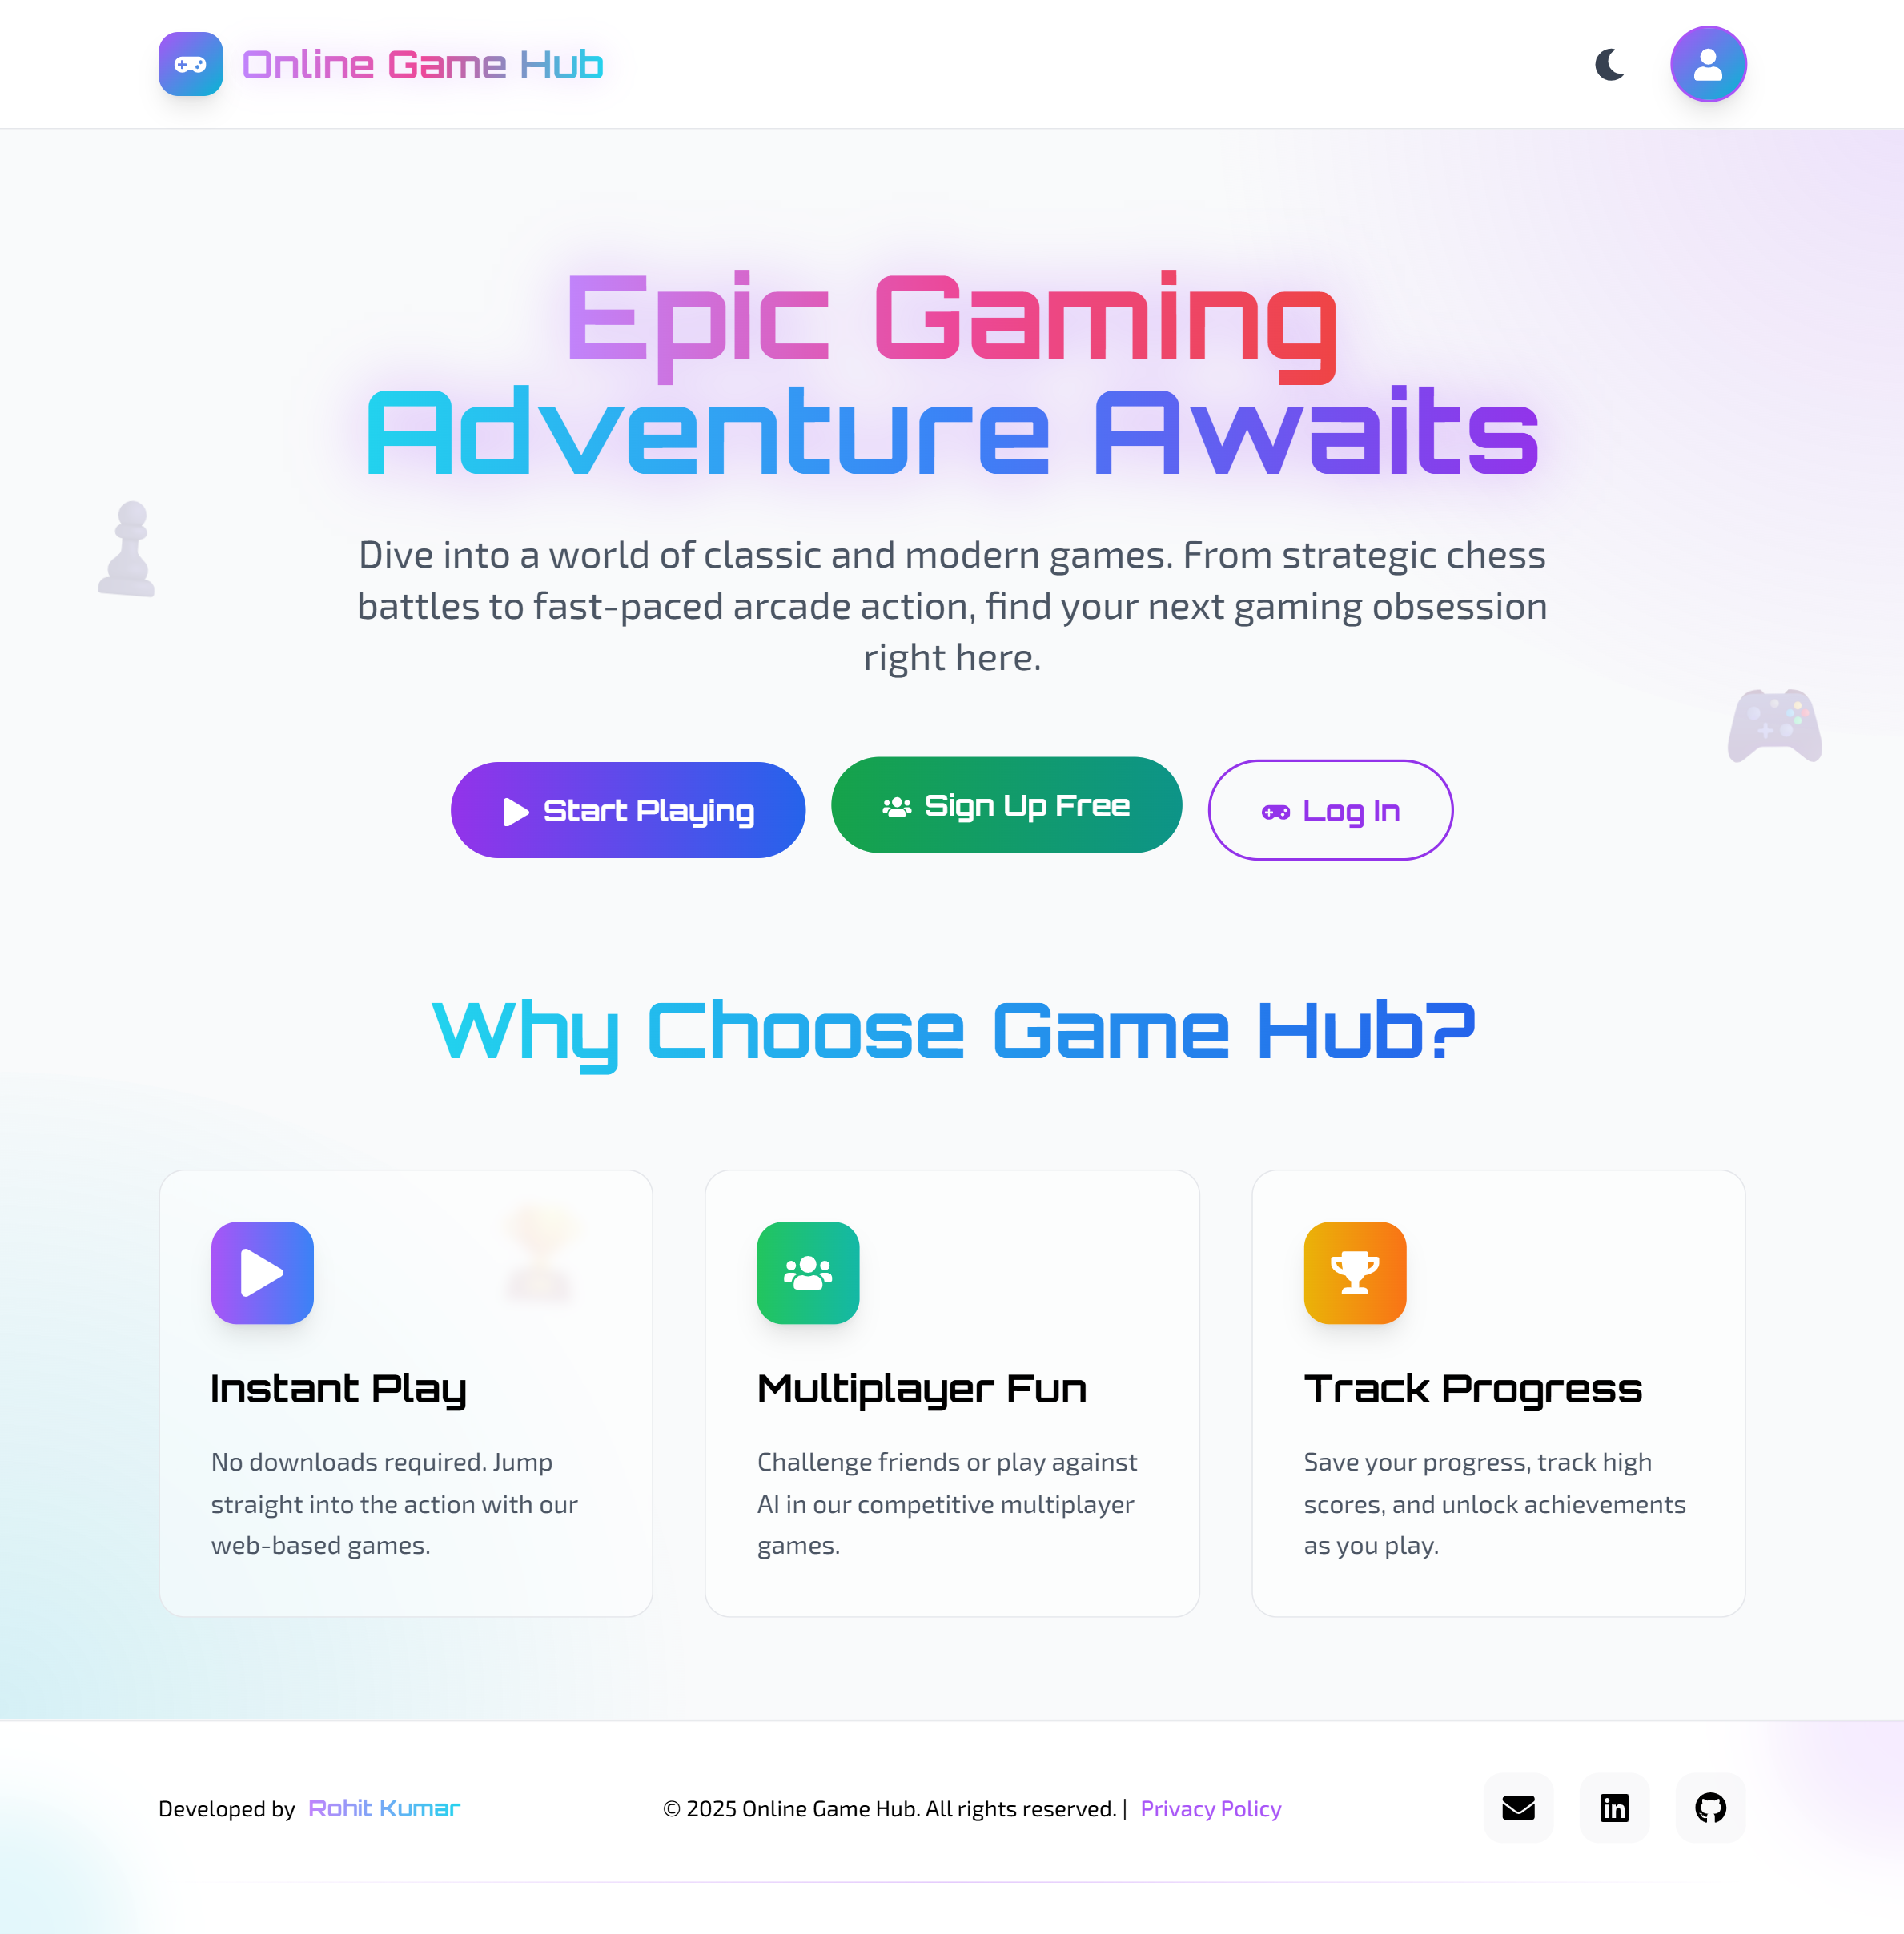 Online Game Hub
Epic Gaming
Adventure Awaits
Dive into a world of classic and modern games. From strategic chess
battles to fast-paced arcade action, find your next gaming obsession
right here.
Start Playing
Sign Up Free
Log In
Why Choose Game Hub?
Instant Play
No downloads required. Jump
straight into the action with our
web-based games.
Multiplayer Fun
Challenge friends or play against
AI in our competitive multiplayer
games.
Track Progress
Save your progress, track high
scores, and unlock achievements
as you play.
Developed by Rohit Kumar
© 2025 Online Game Hub. All rights reserved. | Privacy Policy